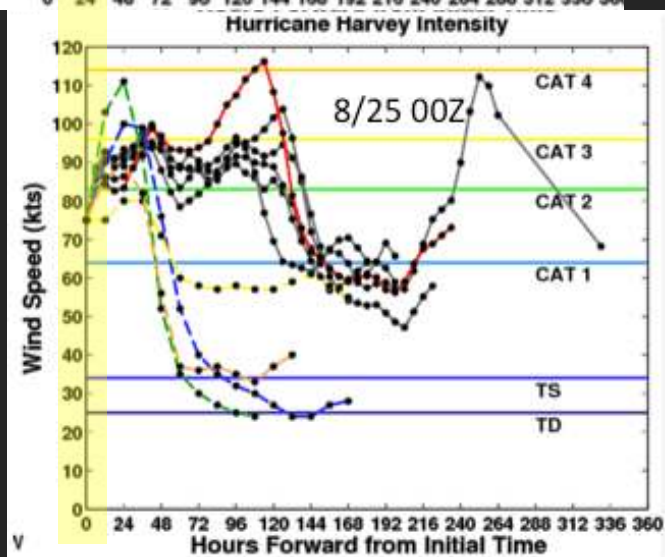 Hurricane Harvey Intensity
120
110
100
90
80
70
60
50
40
30
20
10
0
Wind Speed (kts)
8/25 00Z
CAT 4
CAT 3
CAT 2
CAT 1
TS
TD
0 24 48 72 96 120 144 168 192 216 240 264 288 312 336 360
V
Hours Forward from Initial Time